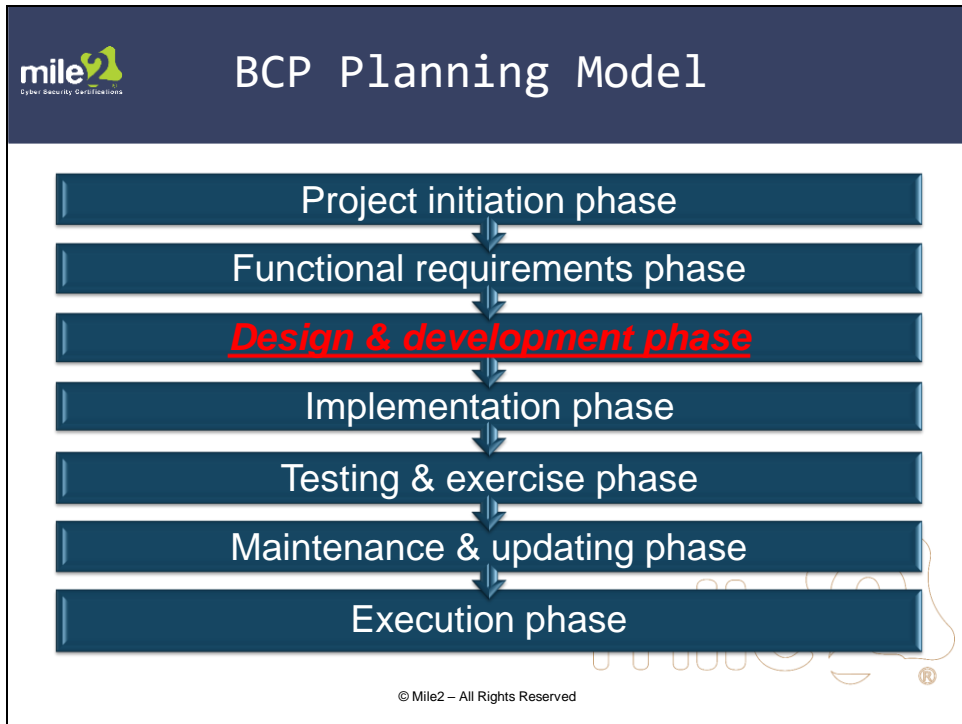 mile2
Cyber Security Certifications
BCP Planning Model
Project initiation phase
Functional requirements phase
Design & development phase
Implementation phase
Testing & exercise phase
Maintenance & updating phase
Execution phase
mile2
®
© Mile2 – All Rights Reserved